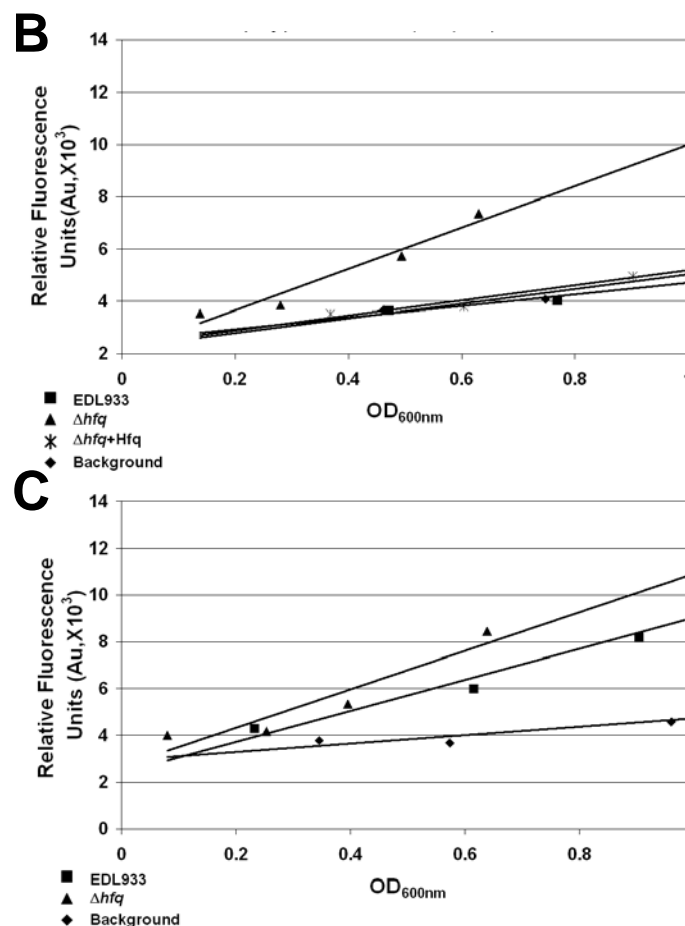 B
14
12
10
8
6
4
2
Relative Fluorescence
Units(Au,X10³)
0 0.2 0.4 0.6 0.8
OD600nm
EDL933
Δhfq
Δhfq+Hfq
Background
C
14
12
10
8
6
4
2
0
Relative Fluorescence
Units (Au,X10³)
0 0.2 0.4 0.6 0.8
OD600nm
EDL933
Δhfq
Background